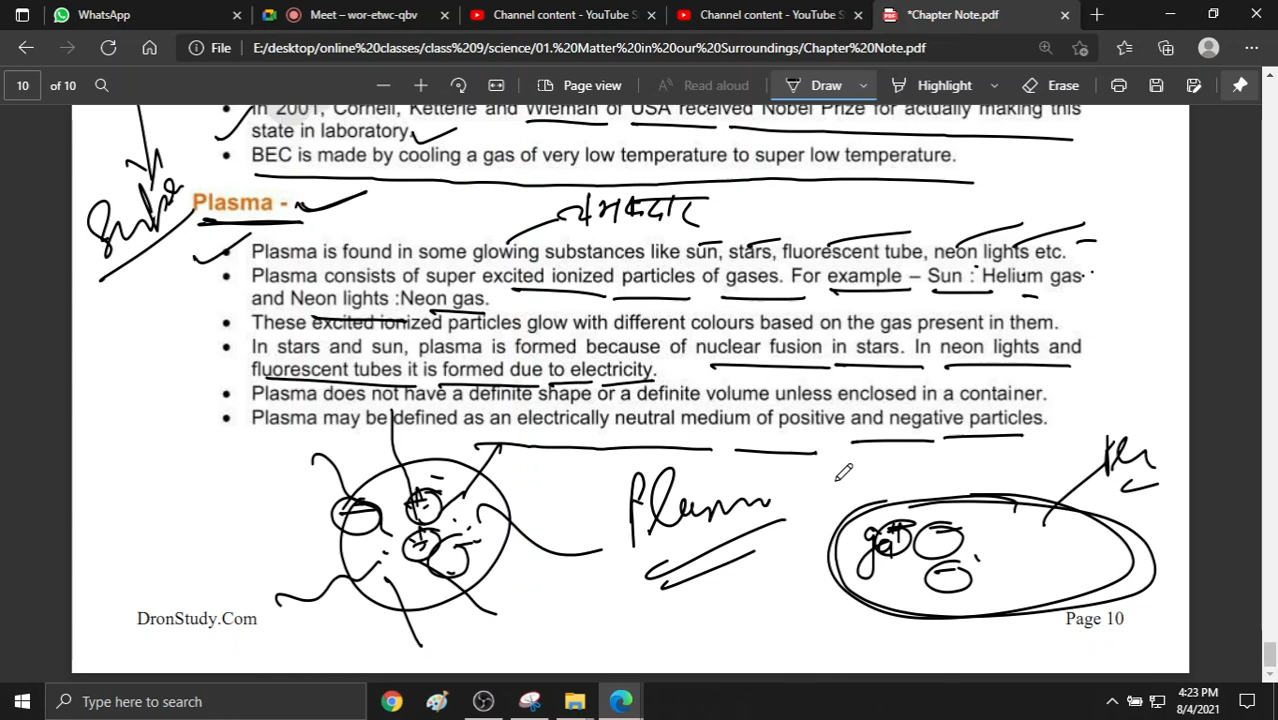 WhatsApp
Meet – wor-etwc-qbv
Channel content - YouTube S
Channel content - YouTube S
*Chapter Note.pdf
File
E:/desktop/online%20classes/class%209/science/01.%20Matter%20in%20our%20Surroundings/Chapter%20Note.pdf
10 of 10
Page view
Read aloud
Draw
Highlight
Erase
In 2001, Cornell, Ketterle and Wieman of USA received Nobel Prize for actually making this
state in laboratory.
• BEC is made by cooling a gas of very low temperature to super low temperature.
Plasma -
चमकदार
• Plasma is found in some glowing substances like sun, stars, fluorescent tube, neon lights etc.
• Plasma consists of super excited ionized particles of gases. For example – Sun : Helium gas
and Neon lights :Neon gas.
• These excited ionized particles glow with different colours based on the gas present in them.
• In stars and sun, plasma is formed because of nuclear fusion in stars. In neon lights and
fluorescent tubes it is formed due to electricity.
• Plasma does not have a definite shape or a definite volume unless enclosed in a container.
• Plasma may be defined as an electrically neutral medium of positive and negative particles.
Plasma
gas
DronStudy.Com
Page 10
Type here to search
4:23 PM
8/4/2021